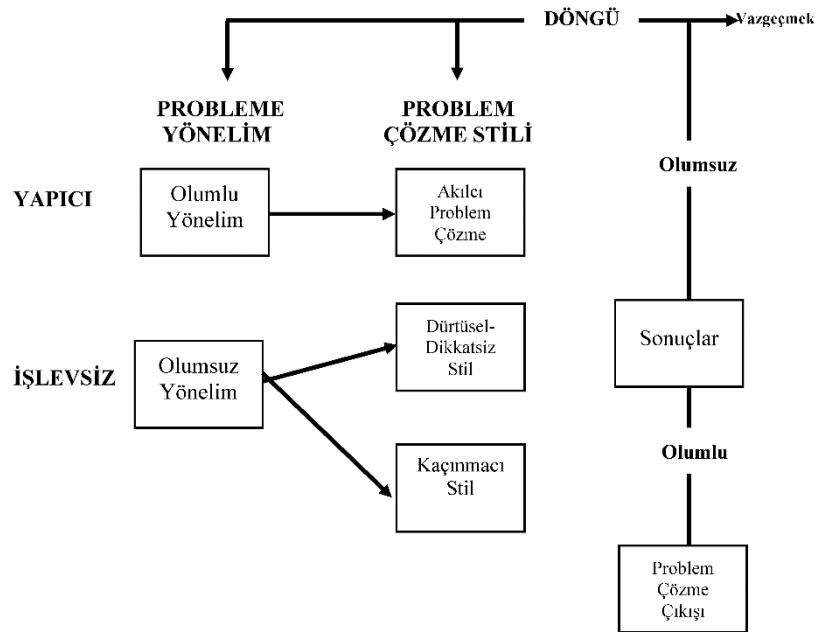 DÖNGÜ
Vazgeçmek
PROBLEME
YÖNELİM
PROBLEM
ÇÖZME STİLİ
Olumsuz
YAPICI
Olumlu
Yönelim
Akılcı
Problem
Çözme
İŞLEVSİZ
Olumsuz
Yönelim
Dürtüsel-
Dikkatsiz
Stil
Sonuçlar
Kaçınmacı
Stil
Olumlu
Problem
Çözme
Çıkışı